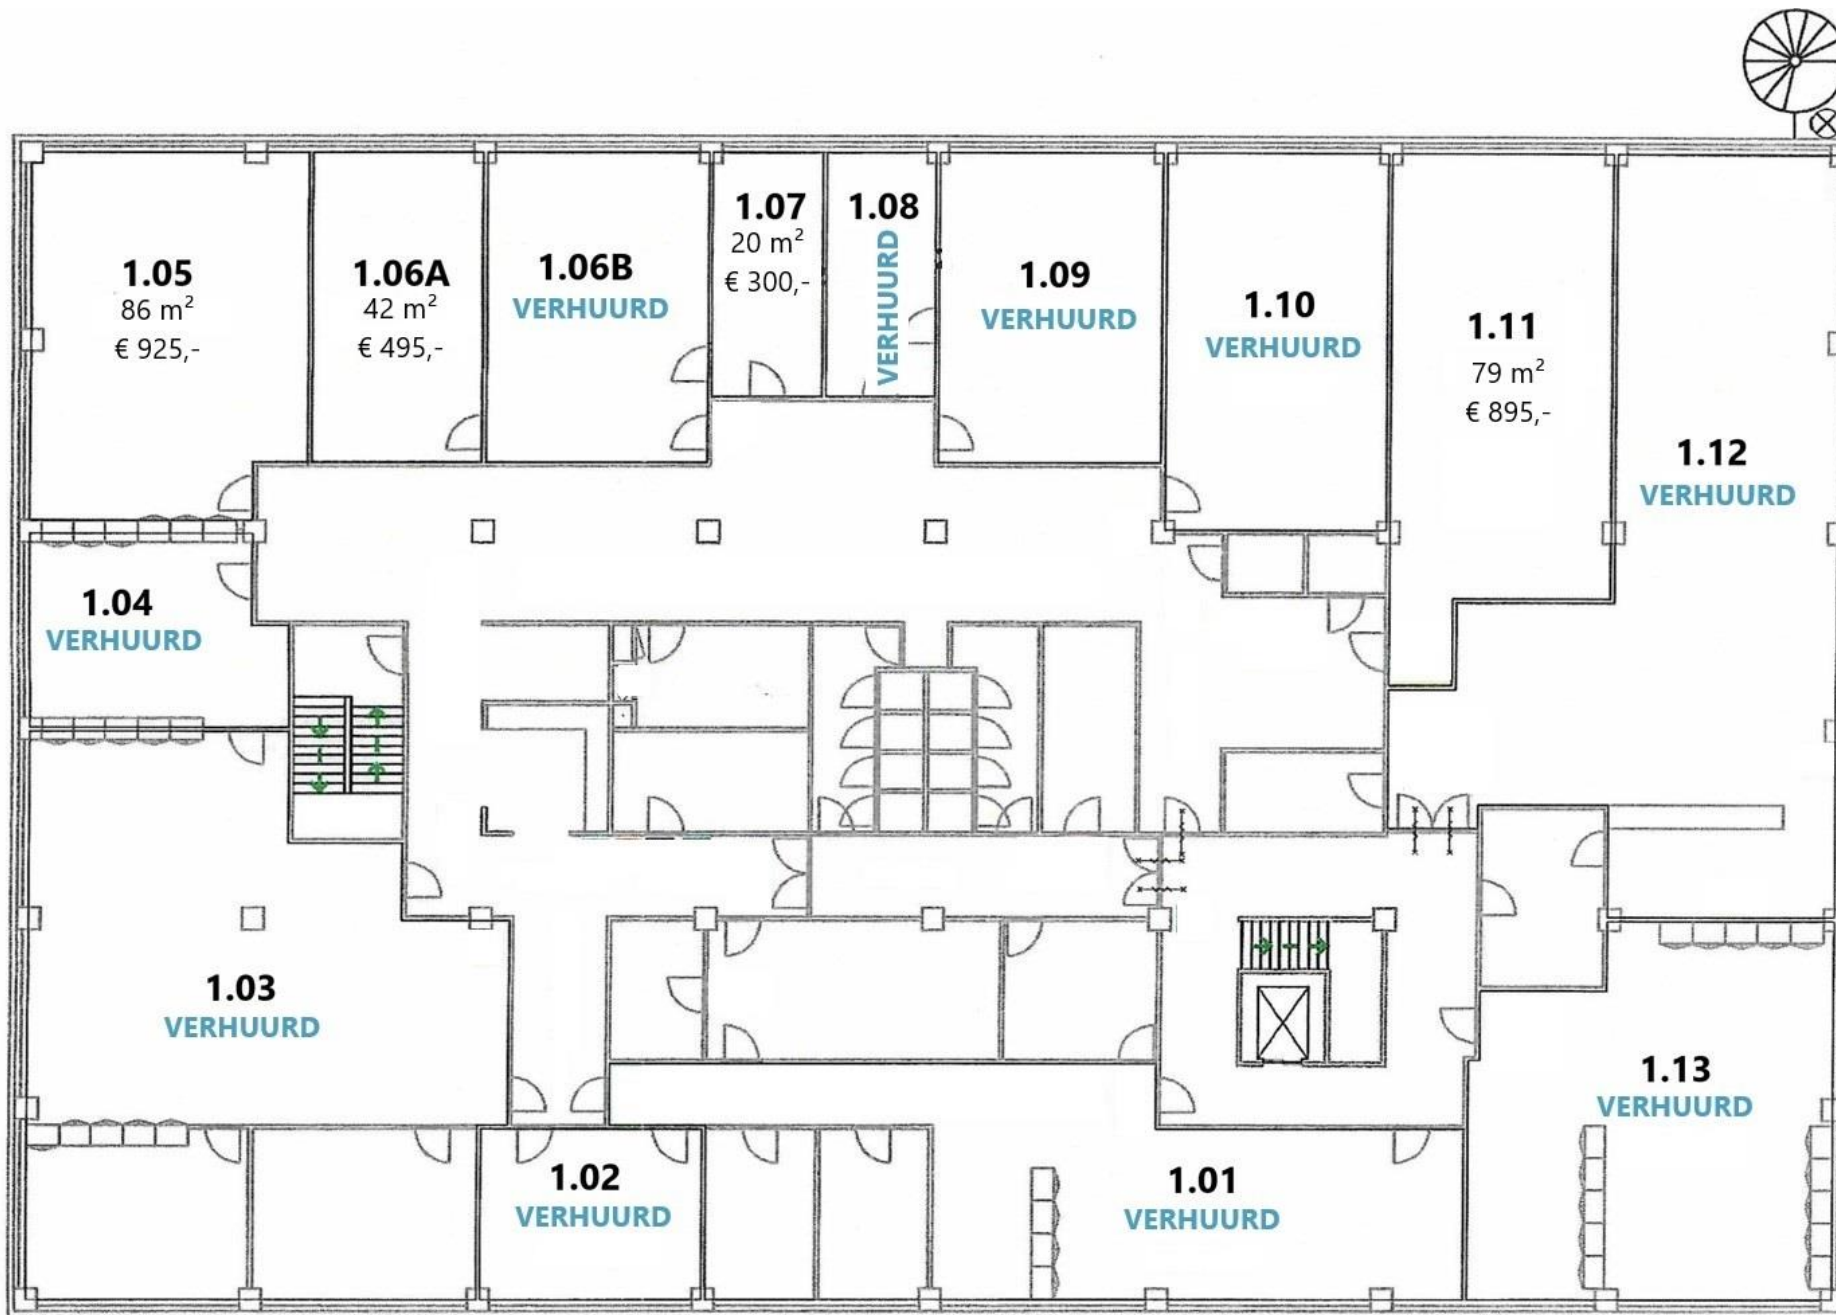 1.05
86 m²
€ 925,-
1.06A
42 m²
€ 495,-
1.06B
VERHUURD
1.07
20 m²
€ 300,-
1.08
VERHUURD
1.09
VERHUURD
1.10
VERHUURD
1.11
79 m²
€ 895,-
1.12
VERHUURD
1.04
VERHUURD
1.03
VERHUURD
1.02
VERHUURD
1.01
VERHUURD
1.13
VERHUURD